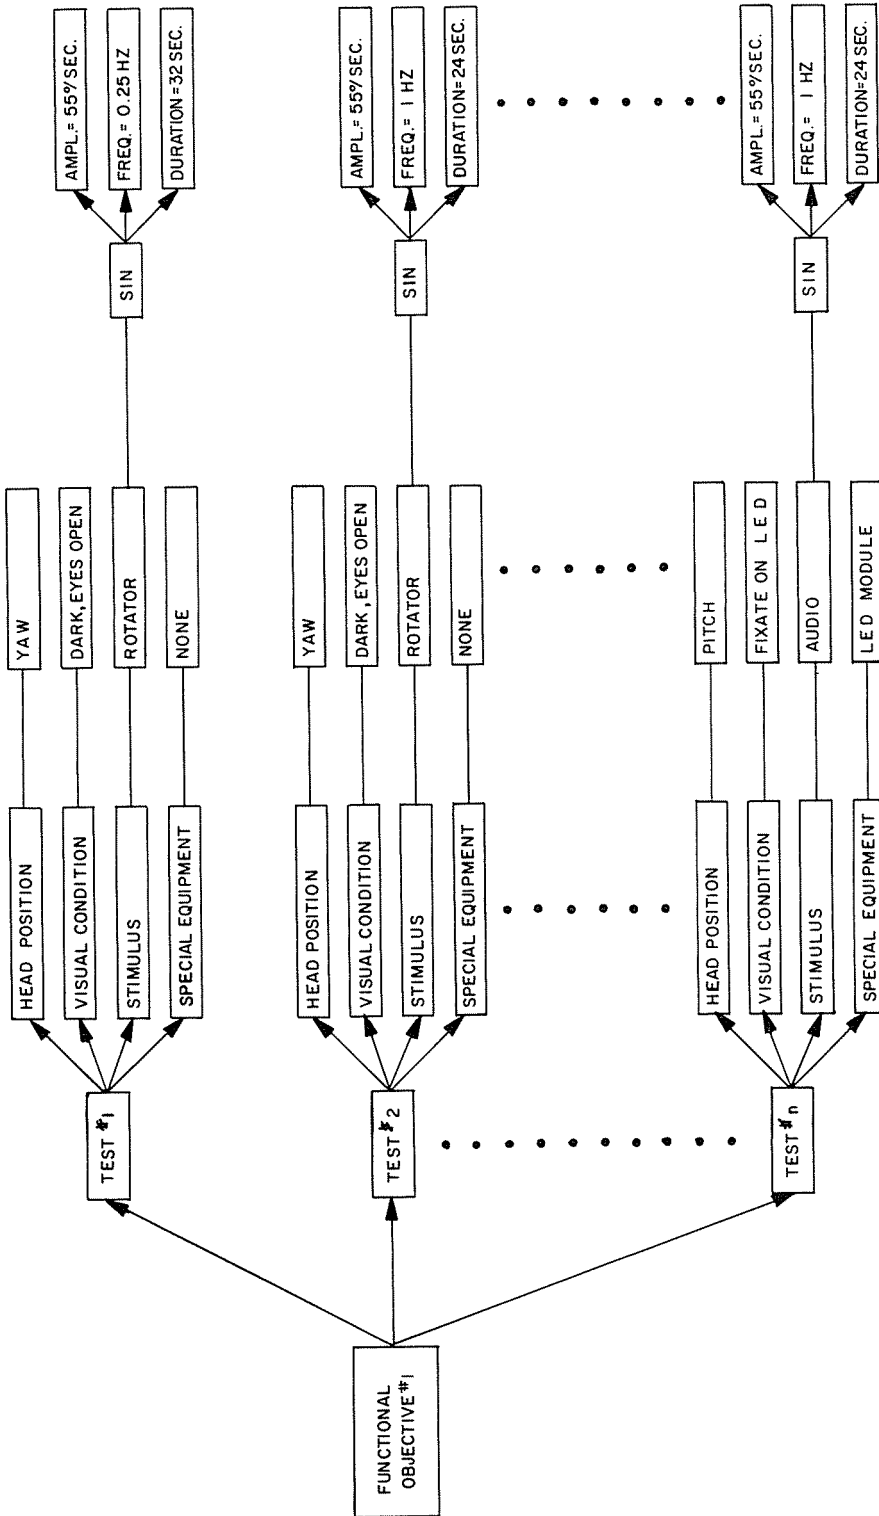 FUNCTIONAL
OBJECTIVE #1
TEST #1
HEAD POSITION
YAW
VISUAL CONDITION
DARK, EYES OPEN
STIMULUS
ROTATOR
SIN
AMPL.= 55°/SEC.
FREQ.= 0.25 HZ
DURATION =32 SEC.
SPECIAL EQUIPMENT
NONE
TEST #2
HEAD POSITION
YAW
VISUAL CONDITION
DARK, EYES OPEN
STIMULUS
ROTATOR
SIN
AMPL.= 55°/SEC.
FREQ.= 1 HZ
DURATION=24 SEC.
SPECIAL EQUIPMENT
NONE
TEST #n
HEAD POSITION
PITCH
VISUAL CONDITION
FIXATE ON LED
STIMULUS
AUDIO
SIN
AMPL.= 55°/SEC.
FREQ.= 1 HZ
DURATION=24 SEC.
SPECIAL EQUIPMENT
LED MODULE